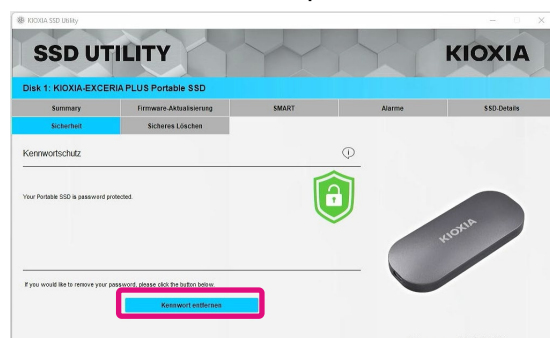 KIOXIA SSD Utility
SSD UTILITY
KIOXIA
Disk 1: KIOXIA-EXCERIA PLUS Portable SSD
Summary
Firmware-Aktualisierung
SMART
Alarme
SSD-Details
Sicherheit
Sicheres Löschen
Kennwortschutz
i
Your Portable SSD is password protected.
KIOXIA
If you would like to remove your password, please click the button below
Kennwort entfernen